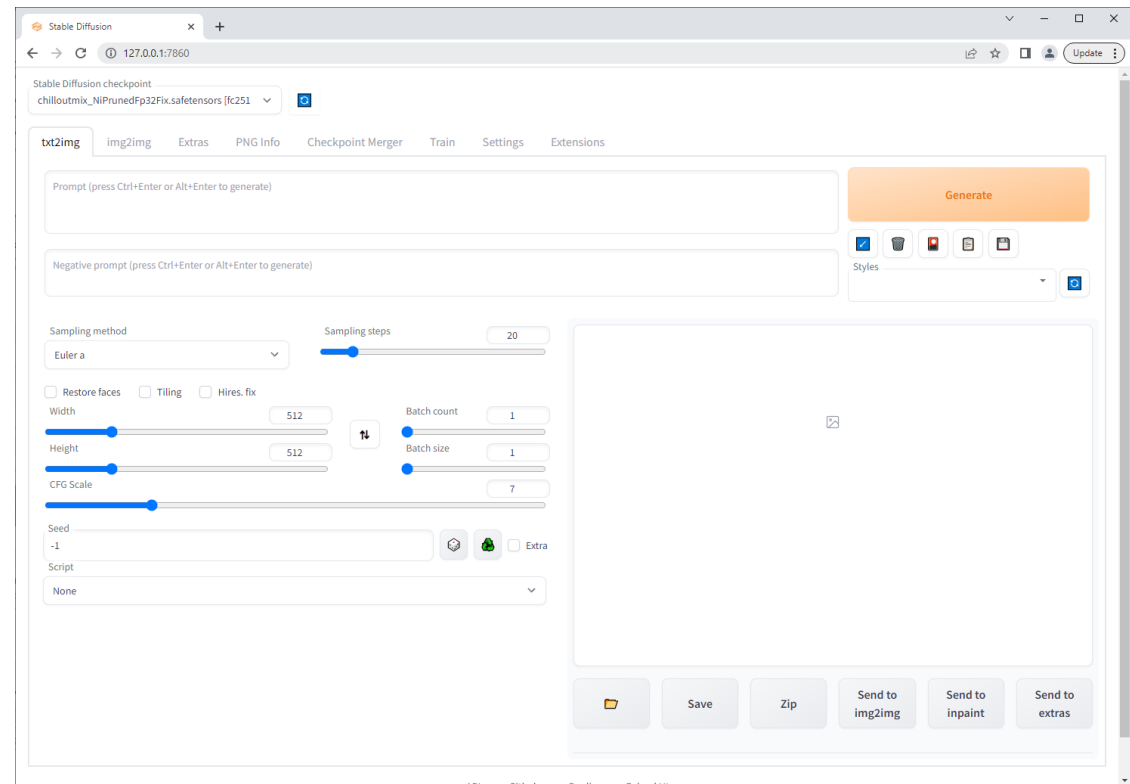 Stable Diffusion
127.0.0.1:7860
Update
Stable Diffusion checkpoint
chilloutmix_NiPrunedFp32Fix.safetensors [fc251
txt2img img2img Extras PNG Info Checkpoint Merger Train Settings Extensions
Prompt (press Ctrl+Enter or Alt+Enter to generate)
Generate
Negative prompt (press Ctrl+Enter or Alt+Enter to generate)
Styles
Sampling method
Euler a
Sampling steps
20
Restore faces Tiling Hires. fix
Width
512
Batch count
1
Height
512
Batch size
1
CFG Scale
7
Seed
-1
Extra
Script
None
Save
Zip
Send to
img2img
Send to
inpaint
Send to
extras